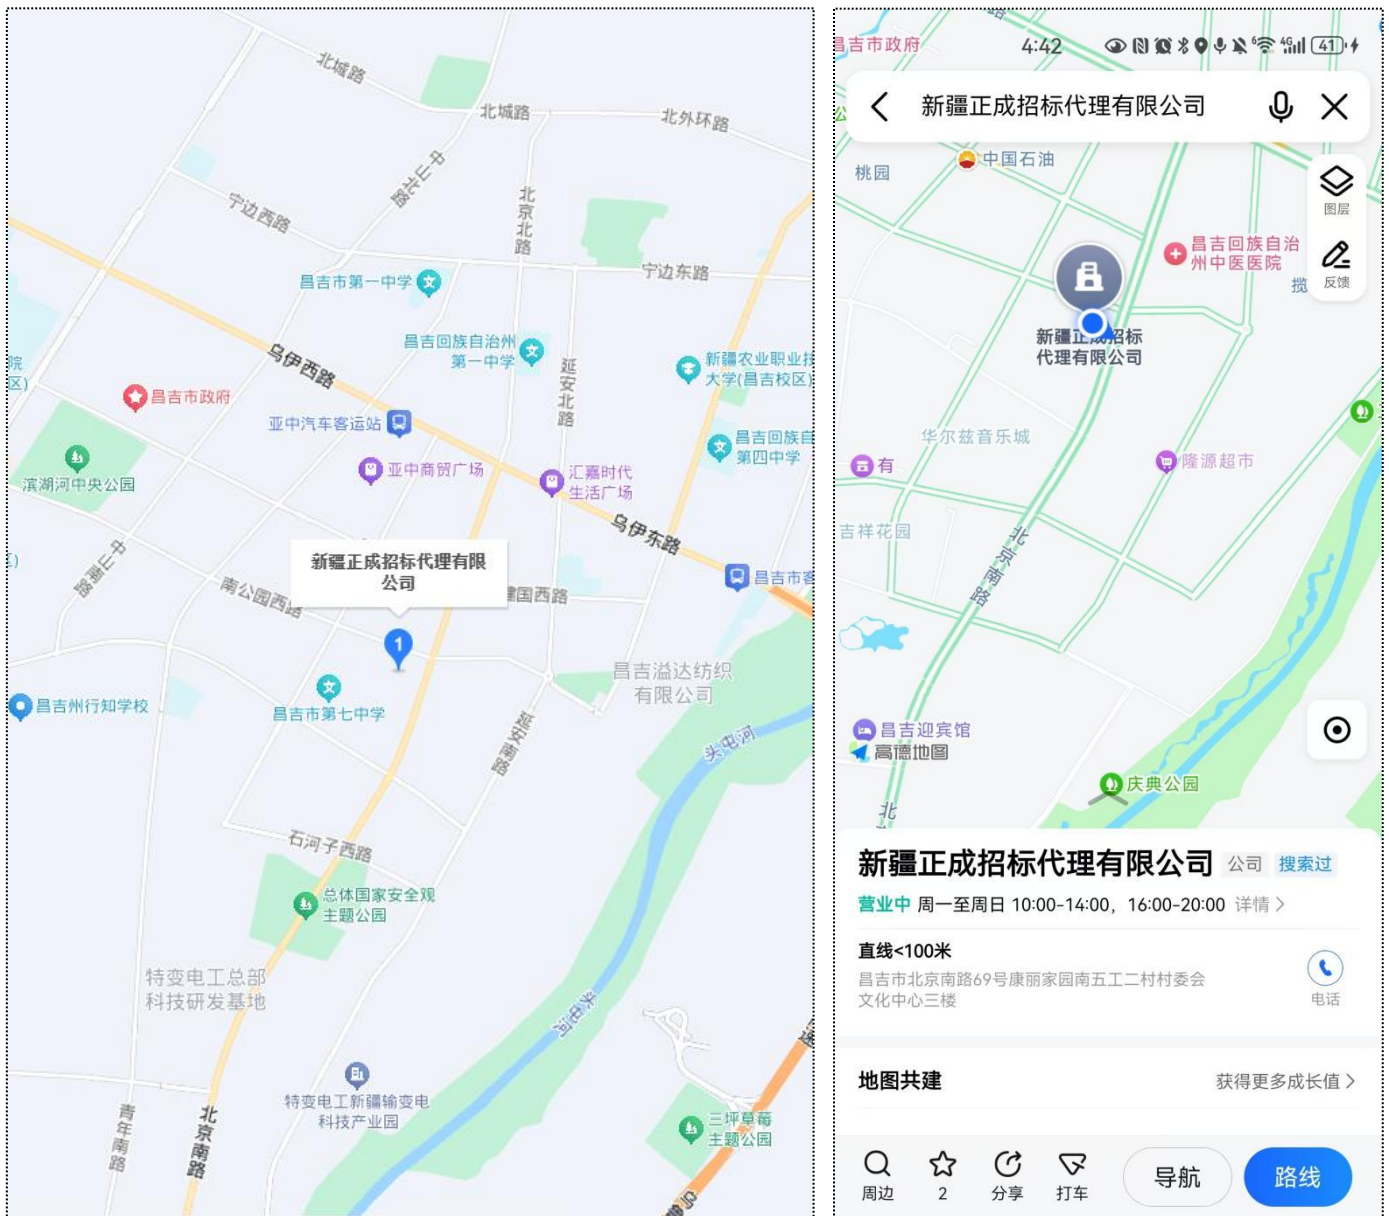 北城路
北城路
北外环路
中山北路
宁边西路
北京北路
宁边东路
昌吉市第一中学
昌吉回族自治州
第一中学
乌伊西路
延安北路
新疆农业职业技
大学(昌吉校区)
院
区)
昌吉市政府
亚中汽车客运站
昌吉回族自
第四中学
亚中商贸广场
汇嘉时代
生活广场
滨湖河中央公园
乌伊东路
中山南路
新疆正成招标代理有限
公司
昌吉市客
南公园西路
建国西路
1
昌吉溢达纺织
有限公司
昌吉州行知学校
昌吉市第七中学
延安南路
头屯河
石河子西路
总体国家安全观
主题公园
特变电工总部
科技研发基地
头屯河
特变电工新疆输变电
科技产业园
三坪草莓
主题公园
青年南路
北京南路
昌吉市政府
4:42
4G
41
新疆正成招标代理有限公司
桃园
中国石油
图层
昌吉回族自治
州中医医院
反馈
揽
新疆正成招标
代理有限公司
华尔兹音乐城
有
隆源超市
吉祥花园
北京南路
昌吉迎宾馆
高德地图
庆典公园
北
新疆正成招标代理有限公司 公司 搜索过
营业中 周一至周日 10:00-14:00，16:00-20:00 详情
直线<100米
昌吉市北京南路69号康丽家园南五工二村村委会
文化中心三楼
电话
地图共建 获得更多成长值
周边 2 分享 打车 导航 路线